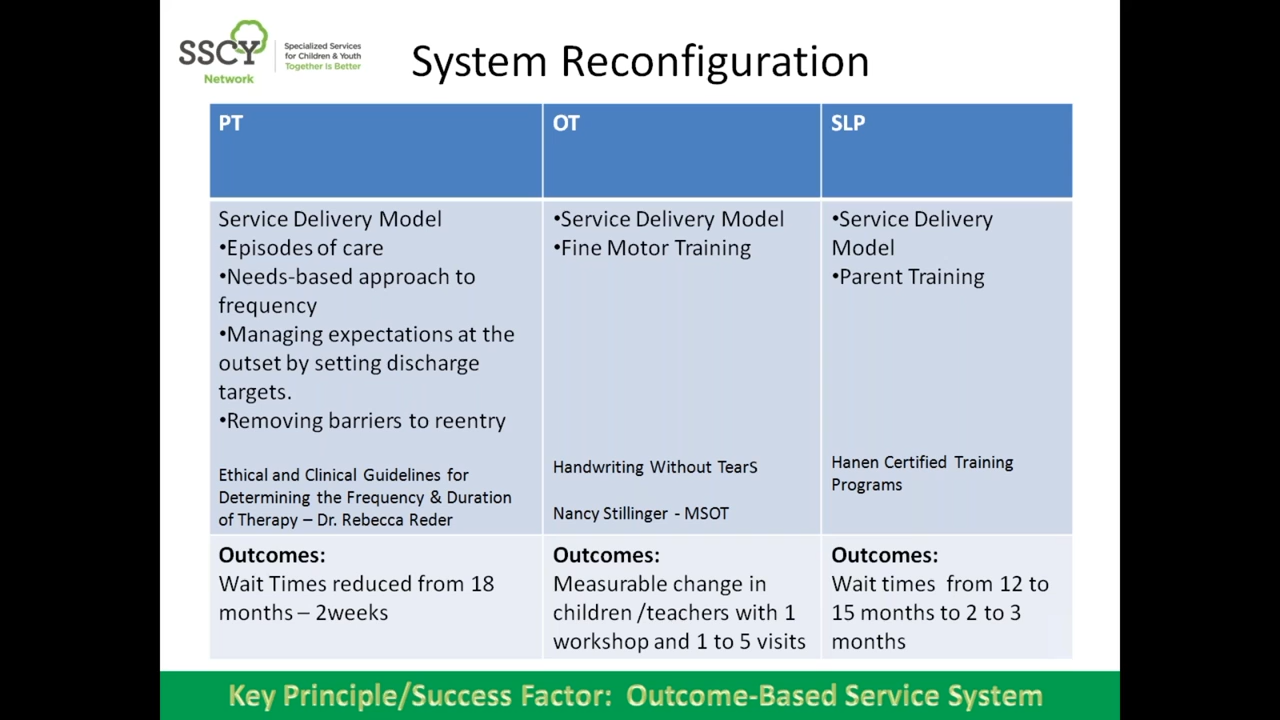 SSCY
Network
Specialized Services
for Children & Youth
Together Is Better
System Reconfiguration
PT
OT
SLP
Service Delivery Model
•Episodes of care
•Needs-based approach to
frequency
•Managing expectations at the
outset by setting discharge
targets.
•Removing barriers to reentry
Ethical and Clinical Guidelines for
Determining the Frequency & Duration
of Therapy – Dr. Rebecca Reder
•Service Delivery Model
•Fine Motor Training
Handwriting Without TearS
Nancy Stillinger - MSOT
•Service Delivery
Model
•Parent Training
Hanen Certified Training
Programs
Outcomes:
Wait Times reduced from 18
months – 2weeks
Outcomes:
Measurable change in
children /teachers with 1
workshop and 1 to 5 visits
Outcomes:
Wait times from 12 to
15 months to 2 to 3
months
Key Principle/Success Factor: Outcome-Based Service System